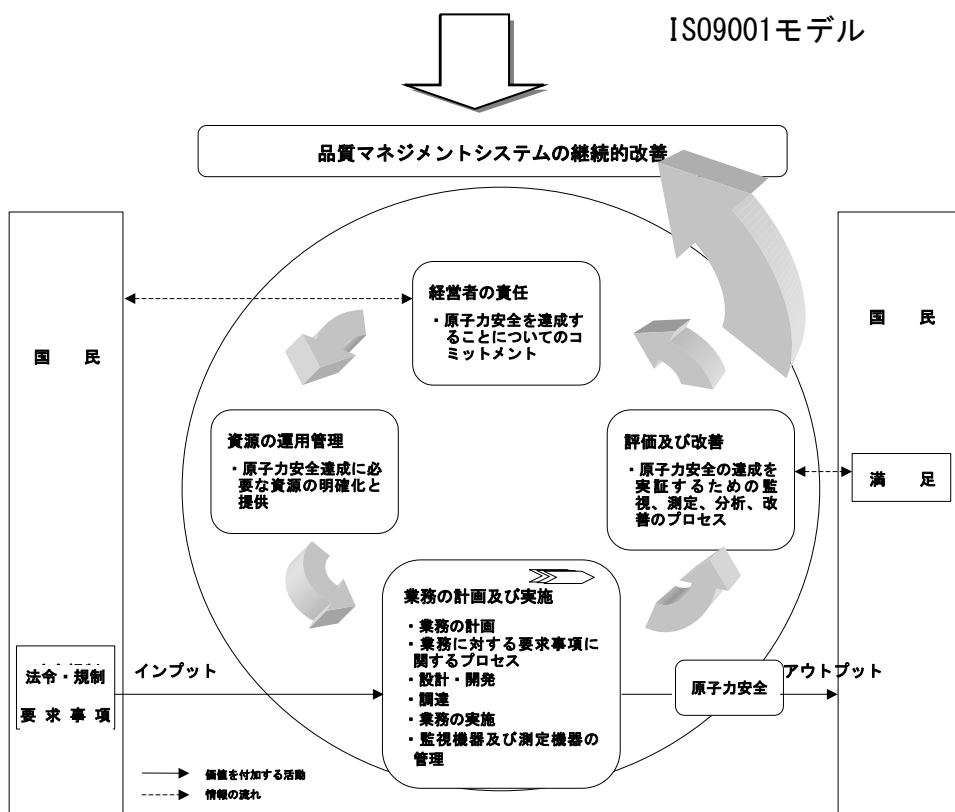 ISO9001モデル
品質マネジメントシステムの継続的改善
国 民
経営者の責任
・原子力安全を達成す
ることについてのコ
ミットメント
国 民
資源の運用管理
・原子力安全達成に必
要な資源の明確化と
提供
評価及び改善
・原子力安全の達成を
実証するための監
視、測定、分析、改
善のプロセス
満 足
業務の計画及び実施
・業務の計画
・業務に対する要求事項に
関するプロセス
・設計・開発
・調達
・業務の実施
・監視機器及び測定機器の
管理
法令・規制
要 求 事 項
インプット
原子力安全
アウトプット
価値を付加する活動
情報の流れ